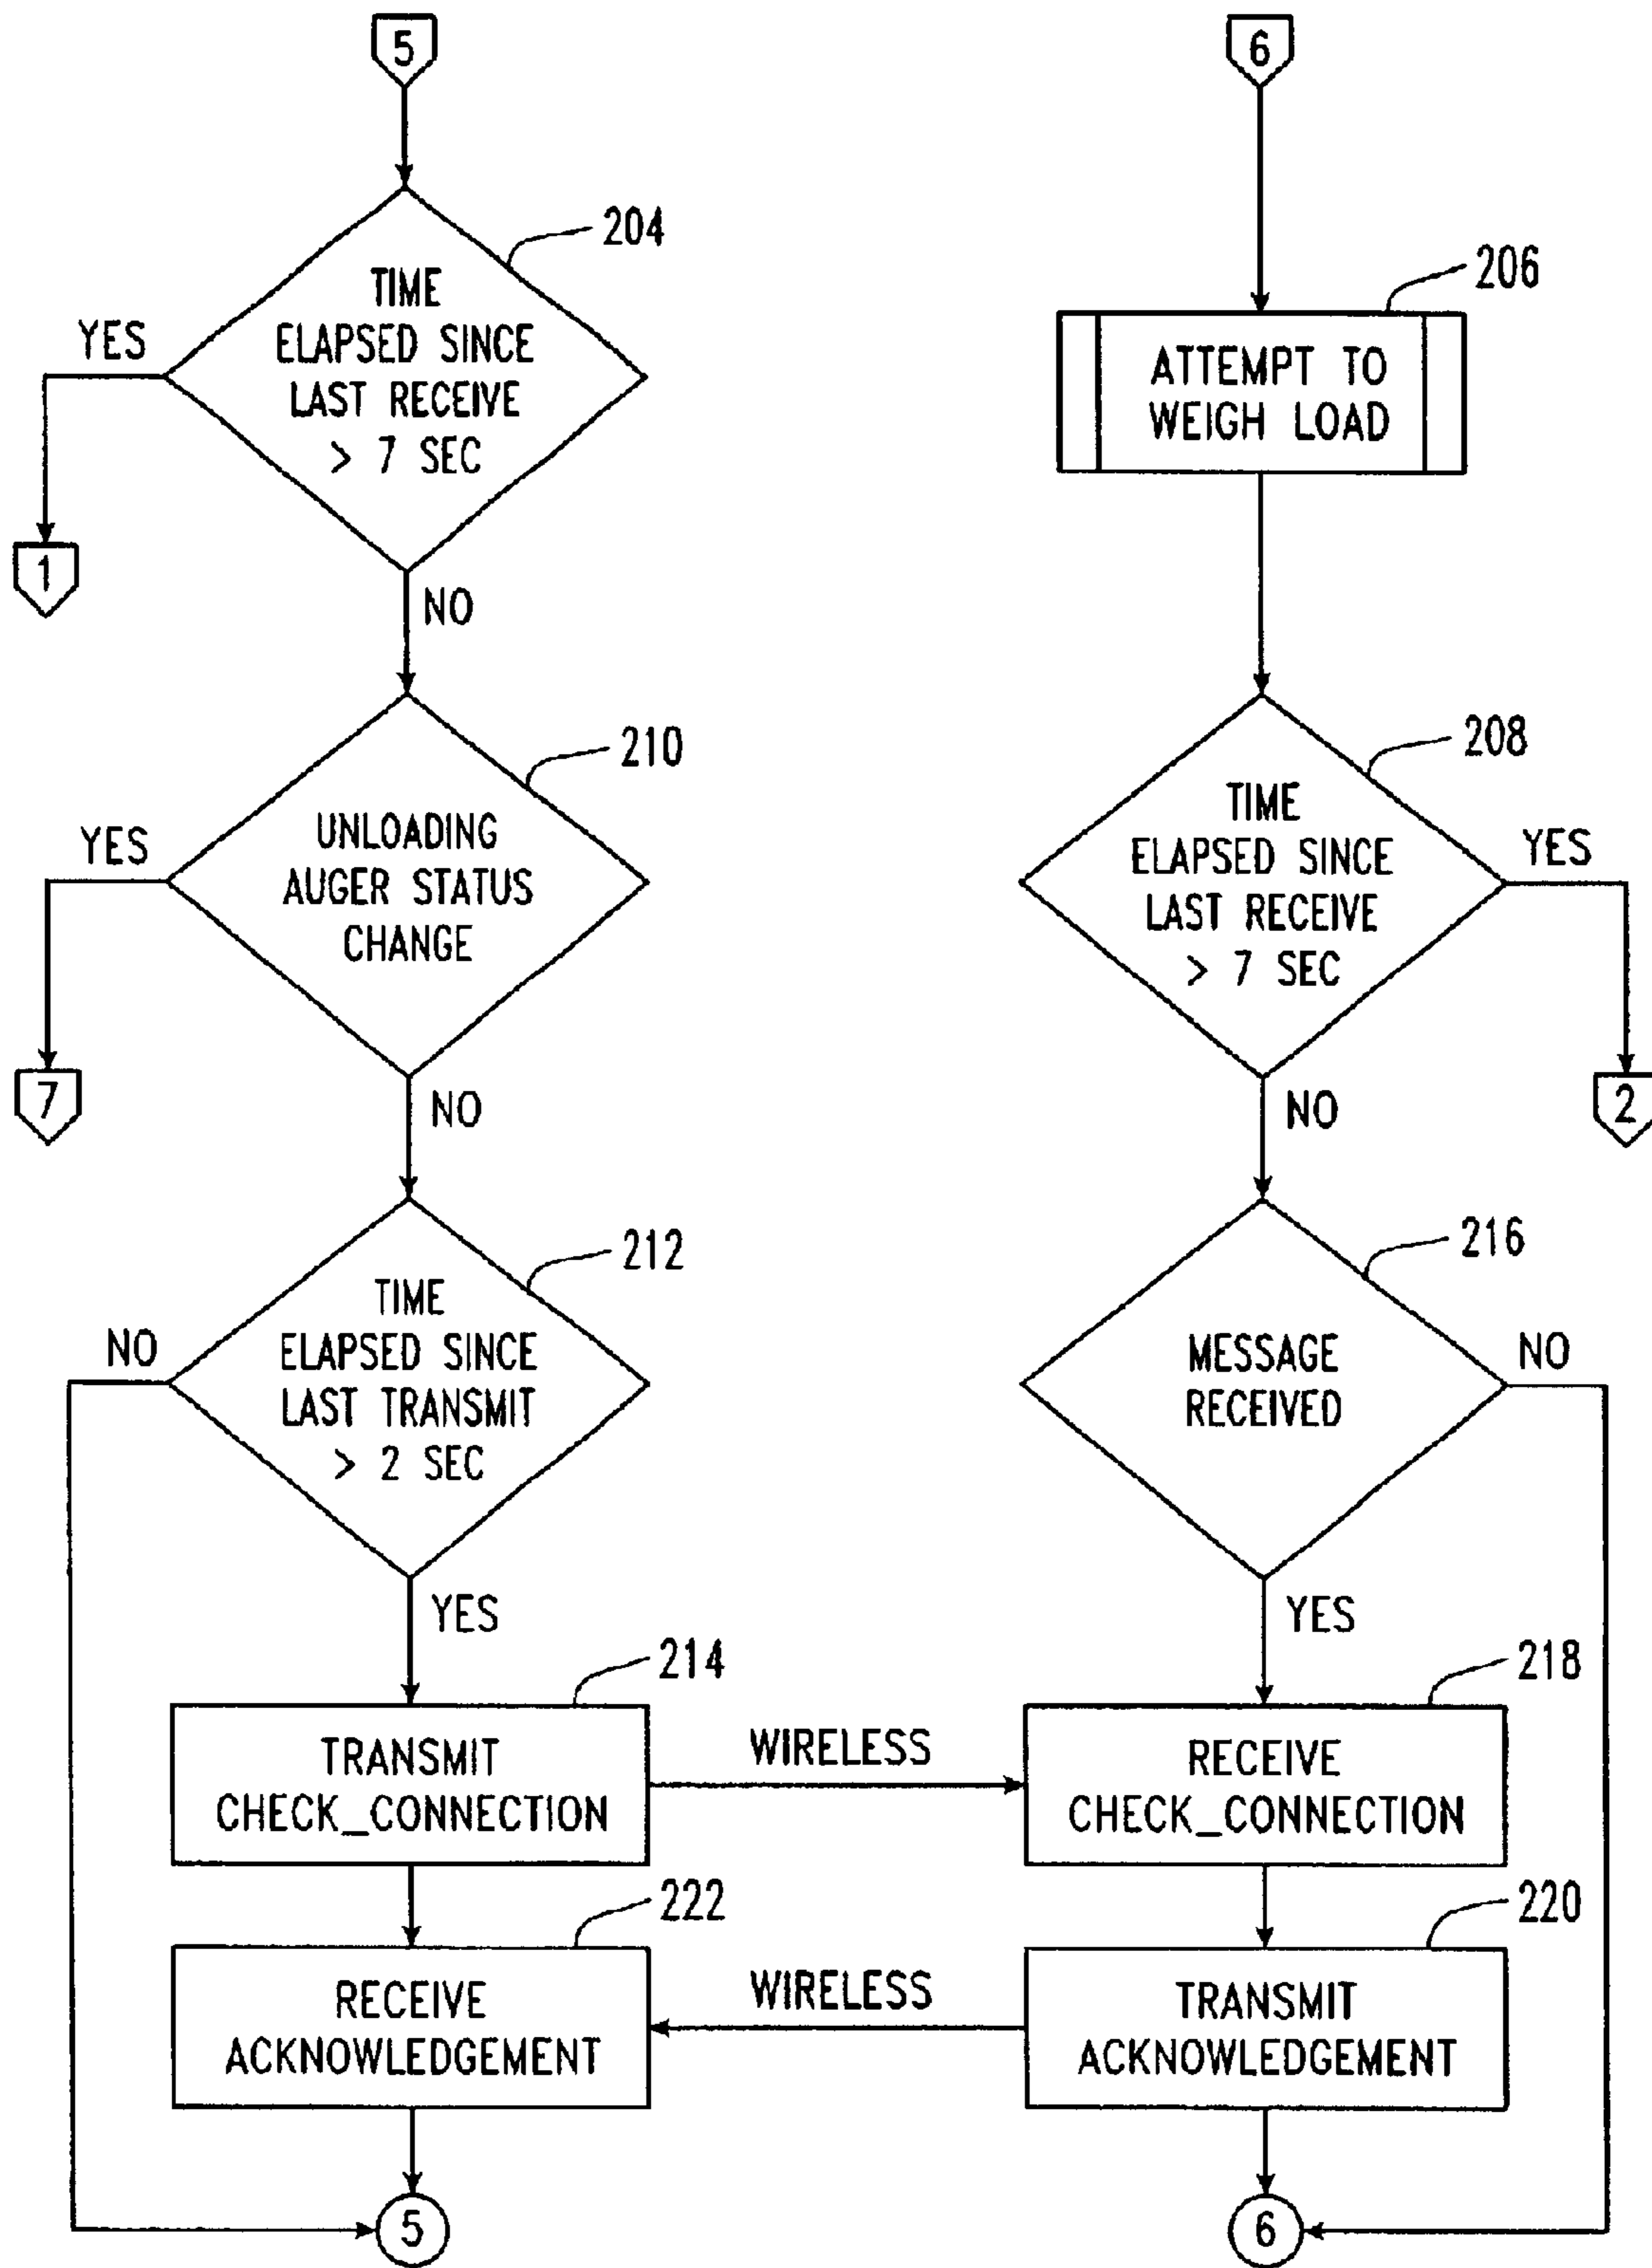 5
6
204
TIME
ELAPSED SINCE
LAST RECEIVE
> 7 SEC
YES
1
NO
206
ATTEMPT TO
WEIGH LOAD
210
UNLOADING
AUGER STATUS
CHANGE
YES
7
NO
208
TIME
ELAPSED SINCE
LAST RECEIVE
> 7 SEC
YES
2
NO
212
TIME
ELAPSED SINCE
LAST TRANSMIT
> 2 SEC
NO
YES
216
MESSAGE
RECEIVED
NO
YES
214
TRANSMIT
CHECK_CONNECTION
WIRELESS
218
RECEIVE
CHECK_CONNECTION
222
RECEIVE
ACKNOWLEDGEMENT
WIRELESS
220
TRANSMIT
ACKNOWLEDGEMENT
5
6